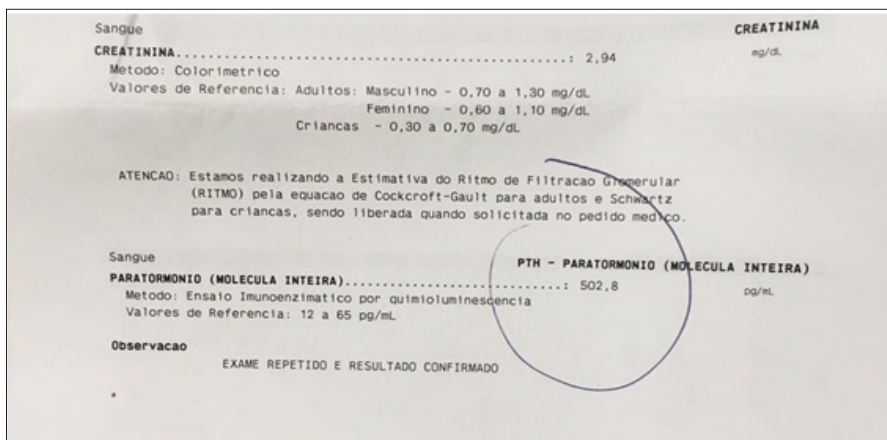 Sangue CREATININA
CREATININA..................................................: 2,94 mg/dL
Metodo: Colorimetrico
Valores de Referencia: Adultos: Masculino - 0,70 a 1,30 mg/dL
Feminino - 0,60 a 1,10 mg/dL
Criancas - 0,30 a 0,70 mg/dL
ATENCAO: Estamos realizando a Estimativa do Ritmo de Filtracao Glomerular
(RITMO) pela equacao de Cockcroft-Gault para adultos e Schwartz
para criancas, sendo liberada quando solicitada no pedido medico.
Sangue PTH - PARATORMONIO (MOLECULA INTEIRA)
PARATORMONIO (MOLECULA INTEIRA)............................: 502,8 pg/mL
Metodo: Ensaio Imunoenzimatico por quimioluminescencia
Valores de Referencia: 12 a 65 pg/mL
Observacao
EXAME REPETIDO E RESULTADO CONFIRMADO